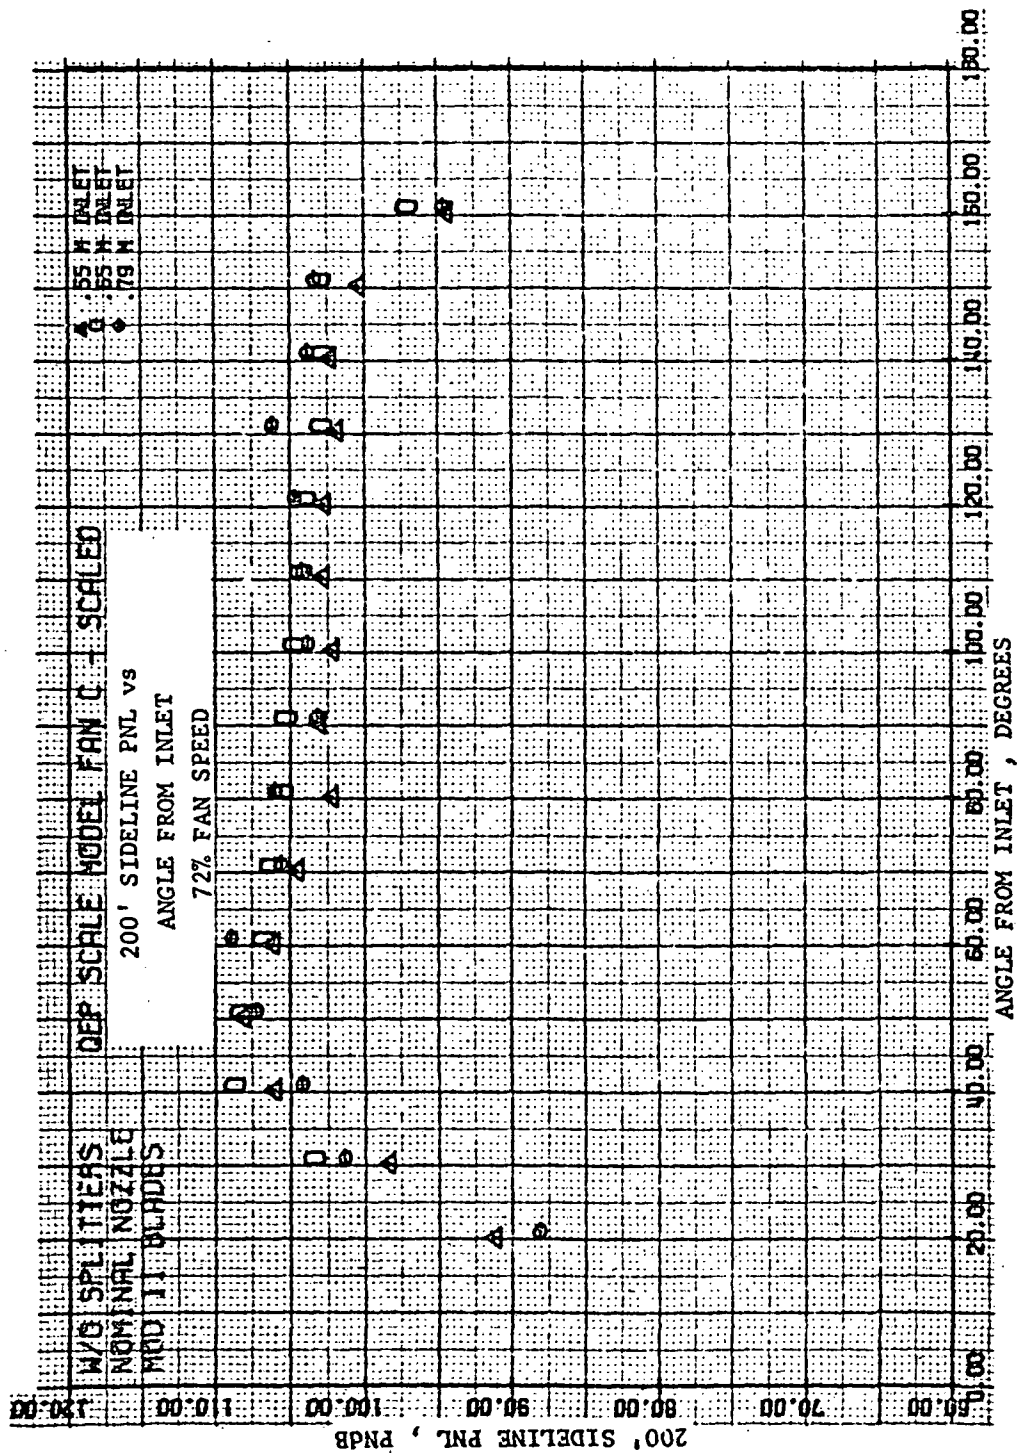 W/O SPLITTERS
NOMINAL NOZZLE
MOD II BLADES
QEP SCALE MODEL FAN C - SCALED
200' SIDELINE PNL vs
ANGLE FROM INLET
72% FAN SPEED
.55 M INLET
.65 M INLET
.79 M INLET
120.00
110.00
100.00
90.00
80.00
70.00
60.00
200' SIDELINE PNL , PNdB
0.00 20.00 40.00 60.00 80.00 100.00 120.00 140.00 160.00 180.00
ANGLE FROM INLET , DEGREES